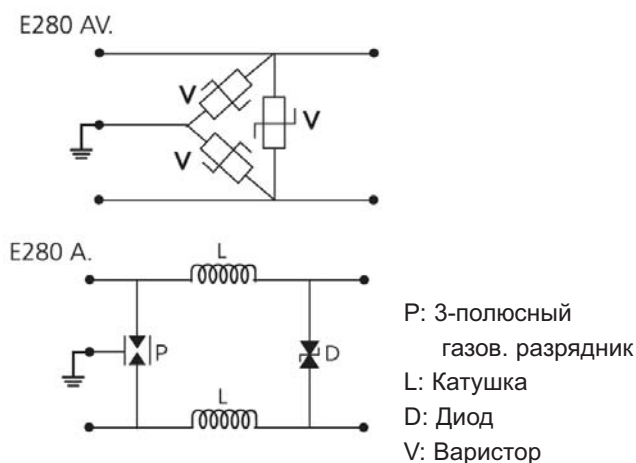 E280 AV.
V
V
V
E280 A.
L
P
D
L
P: 3-полюсный
газов. разрядник
L: Катушка
D: Диод
V: Варистор